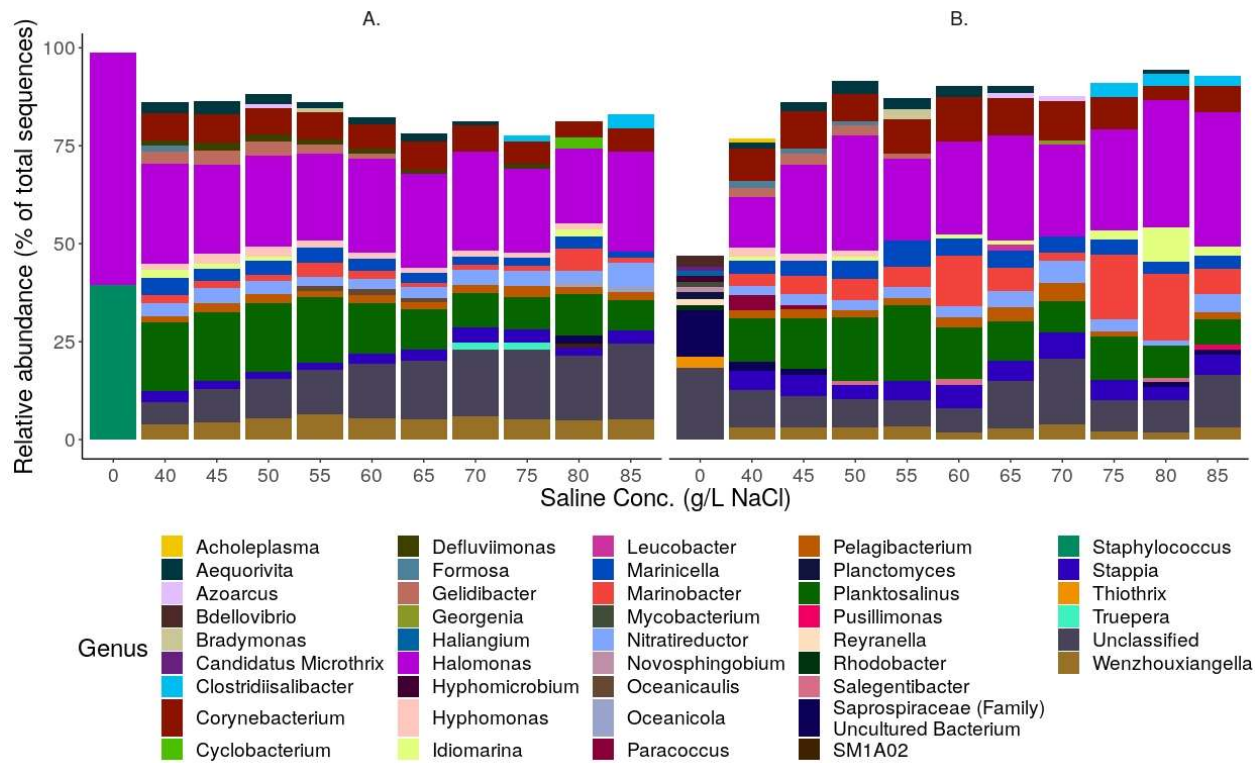 A. B.
Relative abundance (% of total sequences)
100
75
50
25
0
0 40 45 50 55 60 65 70 75 80 85 0 40 45 50 55 60 65 70 75 80 85
Saline Conc. (g/L NaCl)
Genus
Acholeplasma
Aequorivita
Azoarcus
Bdellovibrio
Bradymonas
Candidatus Microthrix
Clostridiisalibacter
Corynebacterium
Cyclobacterium
Defluviimonas
Formosa
Gelidibacter
Georgenia
Haliangium
Halomonas
Hyphomicrobium
Hyphomonas
Idiomarina
Leucobacter
Marinicella
Marinobacter
Mycobacterium
Nitratireductor
Novosphingobium
Oceanicaulis
Oceanicola
Paracoccus
Pelagibacterium
Planctomyces
Planktosalinus
Pusillimonas
Reyranella
Rhodobacter
Salegentibacter
Saprospiraceae (Family)
Uncultured Bacterium
SM1A02
Staphylococcus
Stappia
Thiothrix
Truepera
Unclassified
Wenzhouxiangella